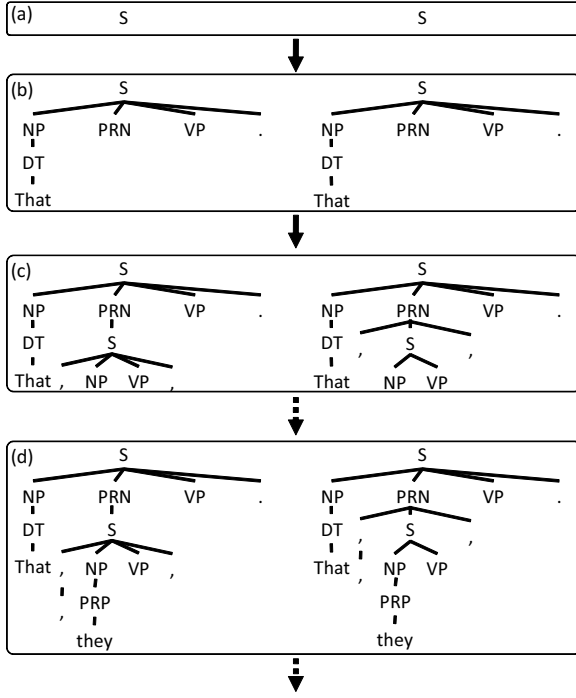 (a) S S
(b) S S
NP PRN VP . NP PRN VP .
DT DT
That That
(c) S S
NP PRN VP . NP PRN VP .
DT S DT , S ,
That , NP VP , That NP VP
(d) S S
NP PRN VP . NP PRN VP .
DT S DT , S ,
That , NP VP , That NP VP
, PRP , PRP
they they